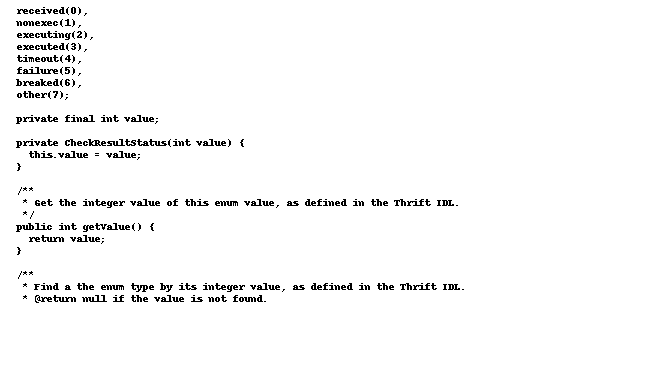 received(0),
nonexec(1),
executing(2),
executed(3),
timeout(4),
failure(5),
breaked(6),
other(7);
private final int value;
private CheckResultStatus(int value) {
this.value = value;
}
/**
* Get the integer value of this enum value, as defined in the Thrift IDL.
*/
public int getValue() {
return value;
}
/**
* Find a the enum type by its integer value, as defined in the Thrift IDL.
* @return null if the value is not found.